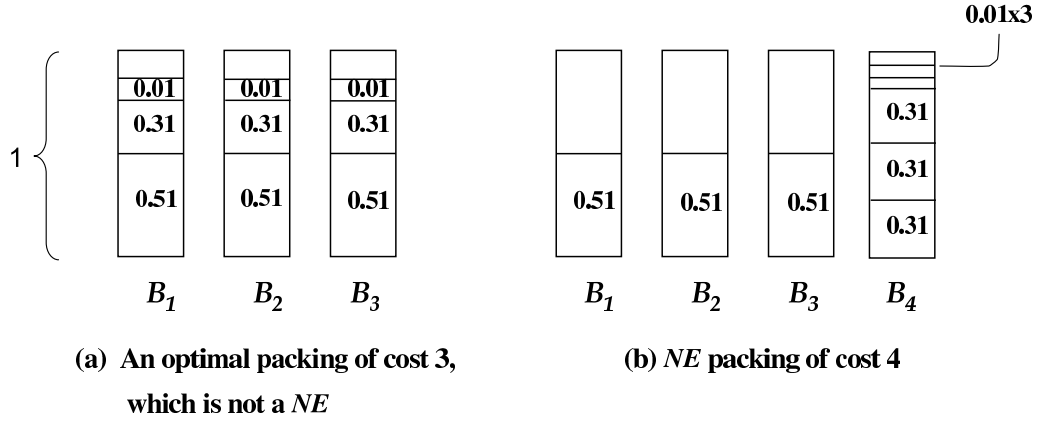 0.01x3
0.01 0.01 0.01
0.31 0.31 0.31
1
0.51 0.51 0.51
B1 B2 B3
(a) An optimal packing of cost 3,
which is not a NE
0.31
0.31
0.51 0.51 0.51
0.31
B1 B2 B3 B4
(b) NE packing of cost 4